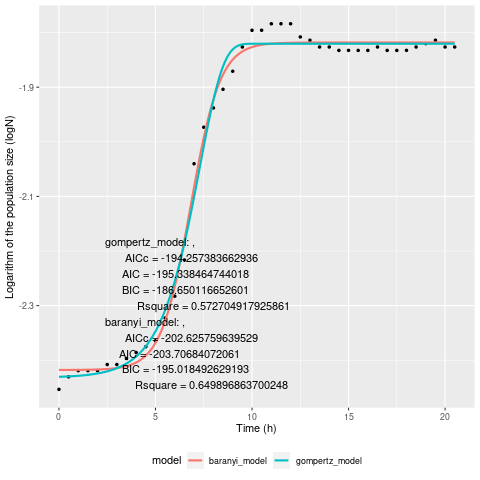 Logarithm of the population size (logN)
-1.9
-2.1
-2.3
gompertz_model: ,
AICc = -194.257383662936
AIC = -195.338464744018
BIC = -186.650116652601
Rsquare = 0.572704917925861
baranyi_model: ,
AICc = -202.625759639529
AIC = -203.70684072061
BIC = -195.018492629193
Rsquare = 0.649896863700248
0 5 10 15 20
Time (h)
model baranyi_model gompertz_model